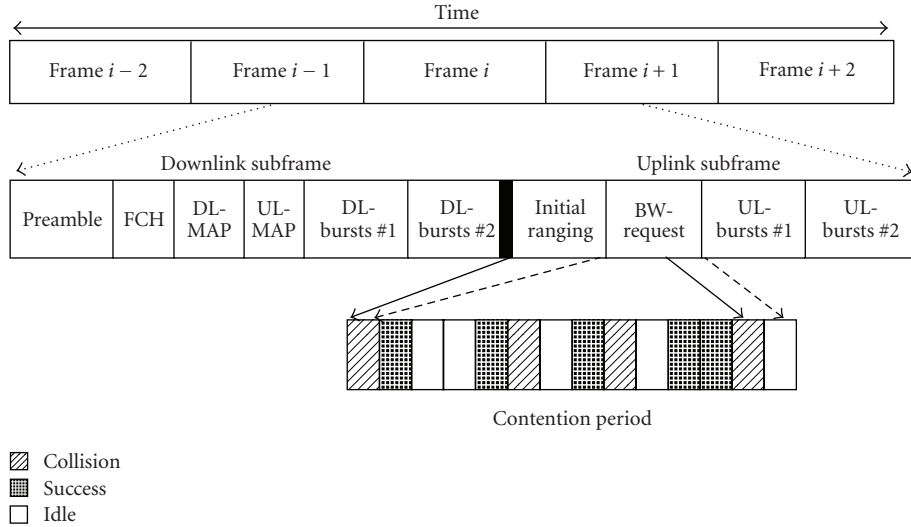 Time
Frame i − 2 Frame i − 1 Frame i Frame i + 1 Frame i + 2
Downlink subframe Uplink subframe
Preamble FCH DL- UL- DL- DL- Initial BW- UL- UL-
MAP MAP bursts #1 bursts #2 ranging request bursts #1 bursts #2
Contention period
Collision
Success
Idle